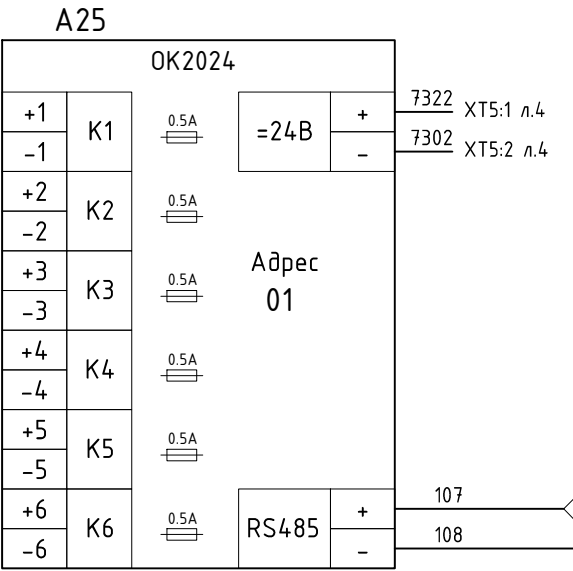 A25
OK2024
+1
-1
K1
0.5A
=24В
+
-
7322 XT5:1 л.4
7302 XT5:2 л.4
+2
-2
K2
0.5A
+3
-3
K3
0.5A
Адрес
01
+4
-4
K4
0.5A
+5
-5
K5
0.5A
+6
-6
K6
0.5A
RS485
+
-
107
108